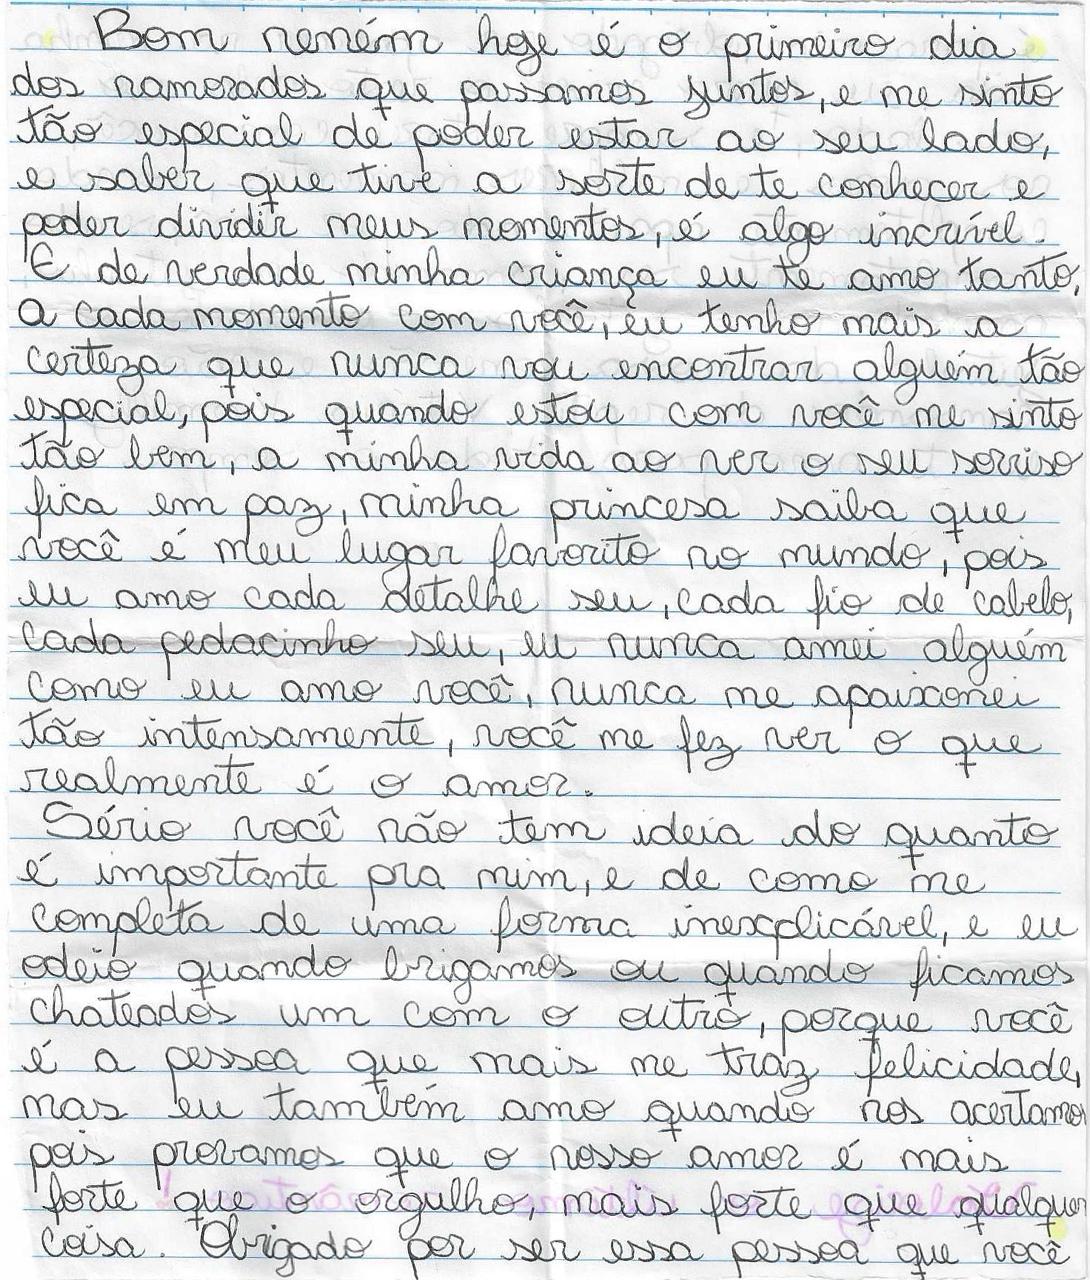 Bom neném hoje é o primeiro dia
dos namorados que passamos juntos, e me sinto
tão especial de poder estar ao seu lado,
e saber que tive a sorte de te conhecer e
poder dividir meus momentos, é algo incrível.
E de verdade minha criança eu te amo tanto,
a cada momento com você, eu tenho mais a
certeza que nunca vou encontrar alguém tão
especial, pois quando estou com você me sinto
tão bem, a minha vida ao ver o seu sorriso
fica em paz, minha princesa saiba que
você é meu lugar favorito no mundo, pois
eu amo cada detalhe seu, cada fio de cabelo,
cada pedacinho seu, eu nunca amei alguém
como eu amo você, nunca me apaixonei
tão intensamente, você me fez ver o que
realmente é o amor.
Sério você não tem ideia do quanto
é importante pra mim, e de como me
completa de uma forma inexplicável, e eu
odeio quando brigamos ou quando ficamos
chateados um com o outro, porque você
é a pessoa que mais me traz felicidade,
mas eu também amo quando nos acertamos
pois provamos que o nosso amor é mais
forte que o orgulho, mais forte que qualquer
coisa. Obrigado por ser essa pessoa que você